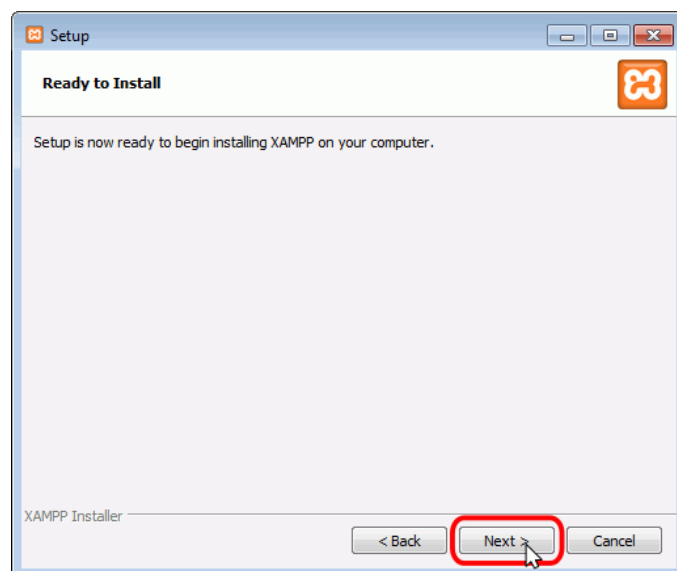 Setup
Ready to Install
Setup is now ready to begin installing XAMPP on your computer.
XAMPP Installer
< Back Next > Cancel